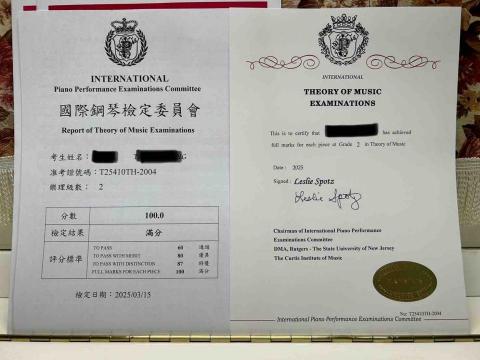 INTERNATIONAL
Piano Performance Examinations Committee
國際鋼琴檢定委員會
Report of Theory of Music Examinations
考生姓名:
准考證號碼:T25410TH-2004
鑑理級數: 2
分數 100.0
檢定結果 滿分
評分標準
TO PASS 60 通過
TO PASS WITH MERIT 80 優異
TO PASS WITH DISTINCTION 87 特優
FULL MARKS FOR EACH PIECE 100 滿分
檢定日期:2025/03/15
INTERNATIONAL
THEORY OF MUSIC
EXAMINATIONS
This is to certify that has achieved
full marks for each piece at Grade 2 in Theory of Music
Date : 2025
Signed : Leslie Spotz
Leslie Spotz
Chairman of International Piano Performance
Examinations Committee
DMA, Rutgers - The State University of New Jersey
The Curtis Institute of Music
No: T25410TH-2004
International Piano Performance Examinations Committee